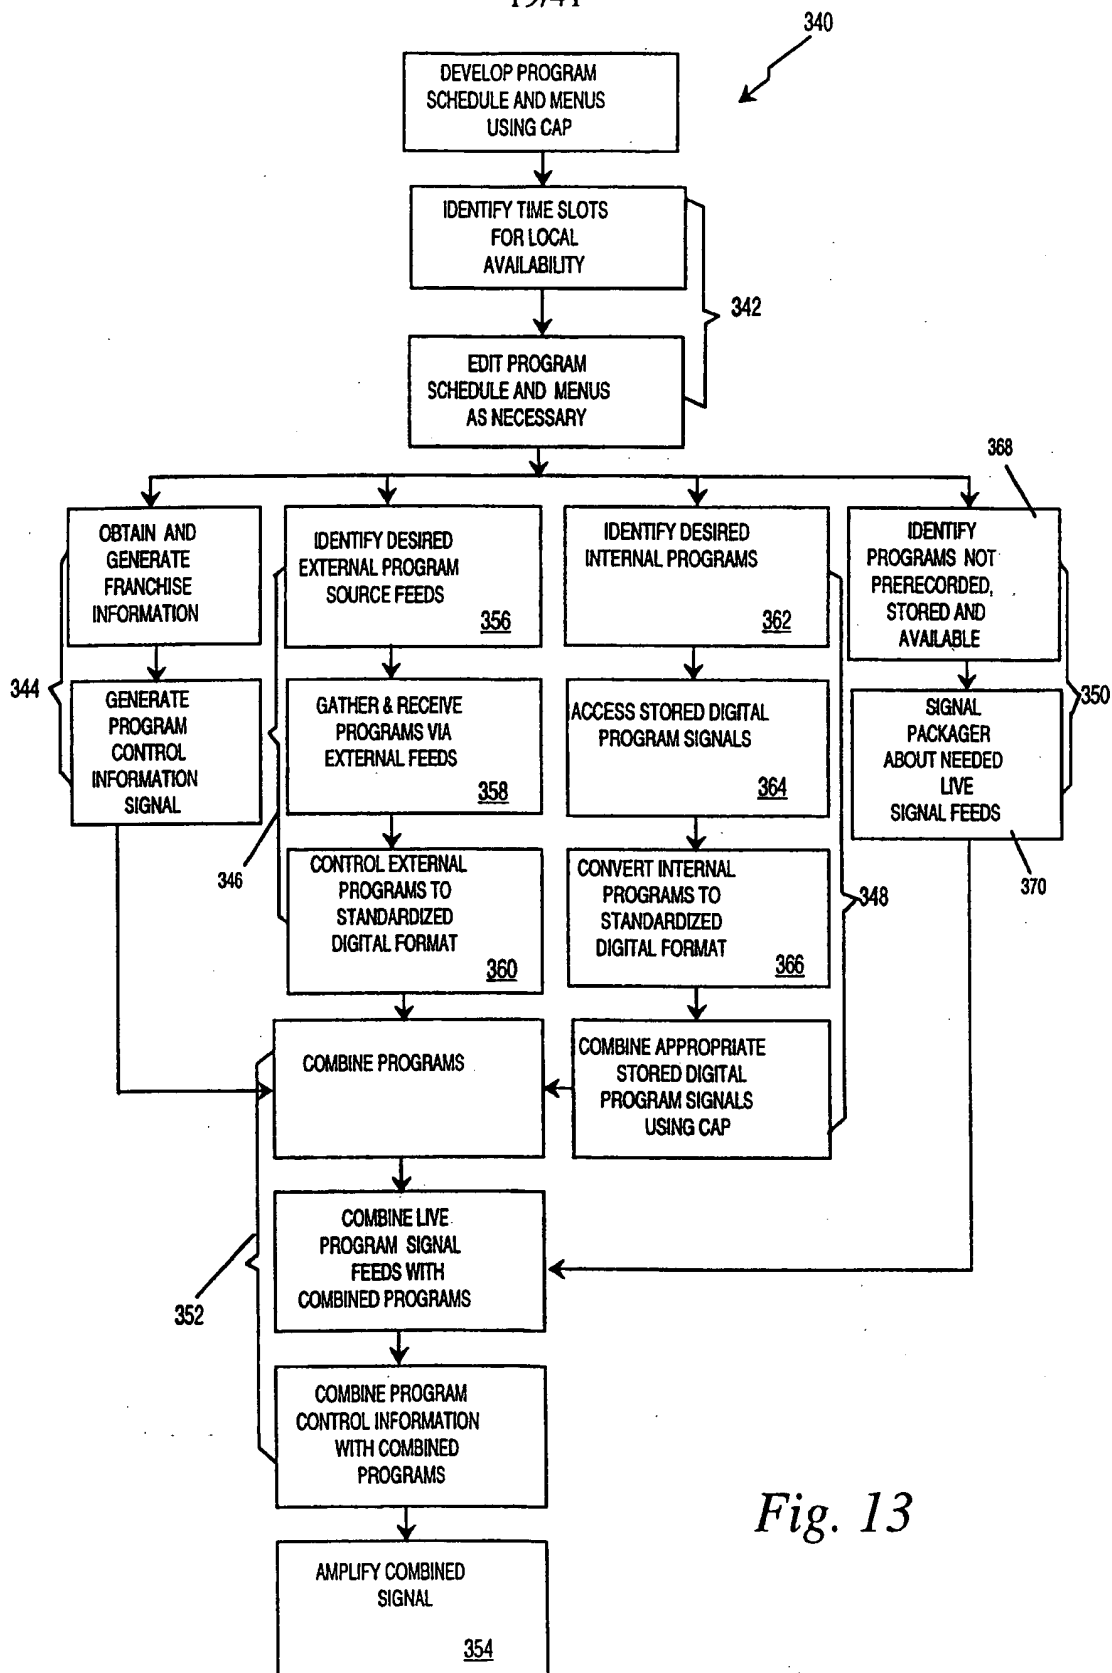 19/41
340
DEVELOP PROGRAM
SCHEDULE AND MENUS
USING CAP
IDENTIFY TIME SLOTS
FOR LOCAL
AVAILABILITY
342
EDIT PROGRAM
SCHEDULE AND MENUS
AS NECESSARY
368
OBTAIN AND
GENERATE
FRANCHISE
INFORMATION
IDENTIFY DESIRED
EXTERNAL PROGRAM
SOURCE FEEDS
356
IDENTIFY DESIRED
INTERNAL PROGRAMS
362
IDENTIFY
PROGRAMS NOT
PRERECORDED,
STORED AND
AVAILABLE
344
GENERATE
PROGRAM
CONTROL
INFORMATION
SIGNAL
GATHER & RECEIVE
PROGRAMS VIA
EXTERNAL FEEDS
358
ACCESS STORED DIGITAL
PROGRAM SIGNALS
364
SIGNAL
PACKAGER
ABOUT NEEDED
LIVE
SIGNAL FEEDS
350
346
CONTROL EXTERNAL
PROGRAMS TO
STANDARDIZED
DIGITAL FORMAT
360
CONVERT INTERNAL
PROGRAMS TO
STANDARDIZED
DIGITAL FORMAT
366
348
370
COMBINE PROGRAMS
COMBINE APPROPRIATE
STORED DIGITAL
PROGRAM SIGNALS
USING CAP
COMBINE LIVE
PROGRAM SIGNAL
FEEDS WITH
COMBINED PROGRAMS
352
COMBINE PROGRAM
CONTROL INFORMATION
WITH COMBINED
PROGRAMS
Fig. 13
AMPLIFY COMBINED
SIGNAL
354